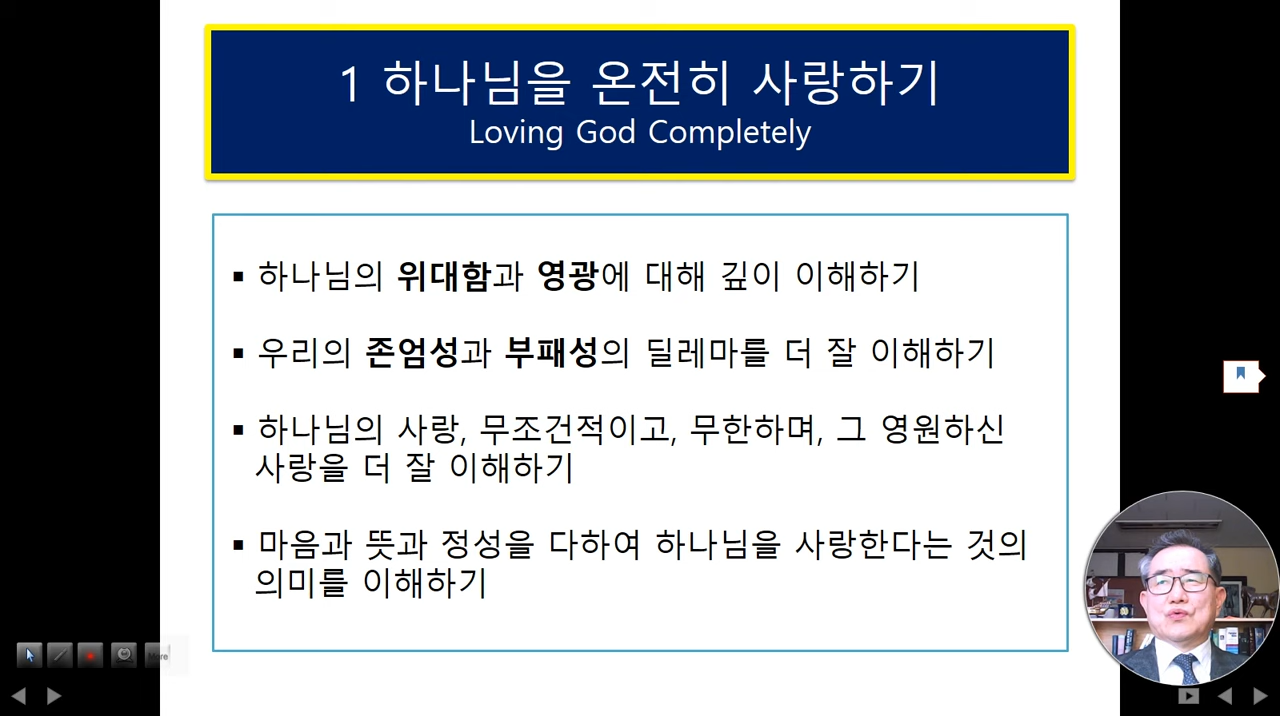 1 하나님을 온전히 사랑하기
Loving God Completely
▪ 하나님의 위대함과 영광에 대해 깊이 이해하기
▪ 우리의 존엄성과 부패성의 딜레마를 더 잘 이해하기
▪ 하나님의 사랑, 무조건적이고, 무한하며, 그 영원하신
사랑을 더 잘 이해하기
▪ 마음과 뜻과 정성을 다하여 하나님을 사랑한다는 것의
의미를 이해하기
More